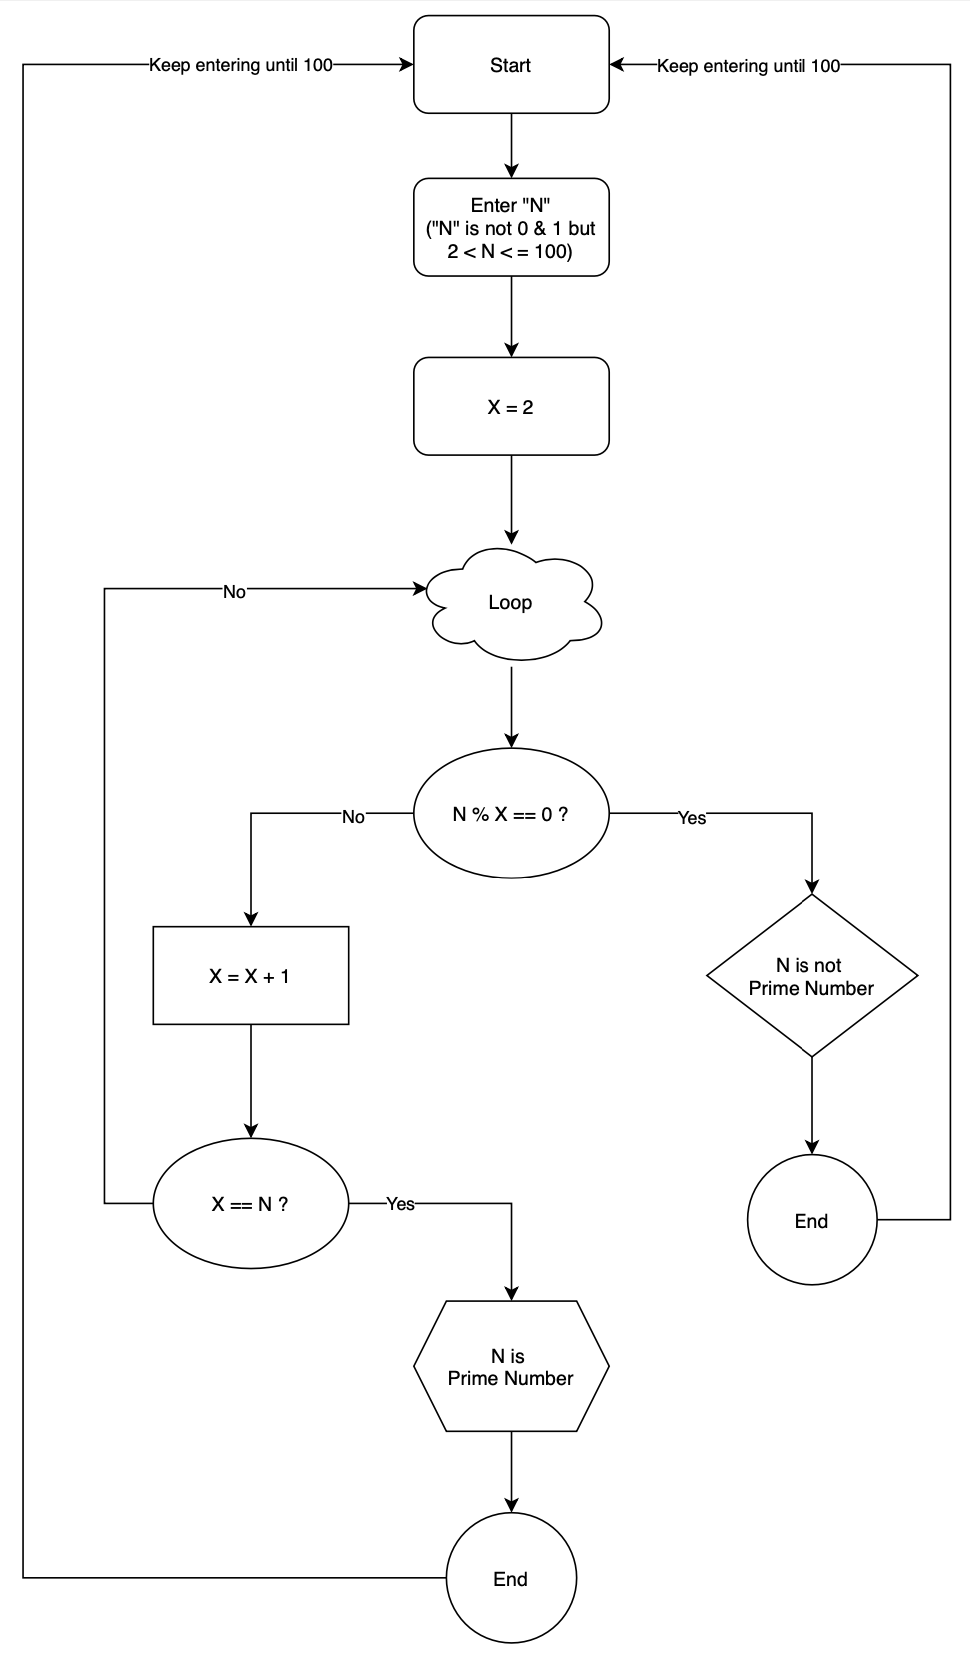 Keep entering until 100
Start
Keep entering until 100
Enter "N"
("N" is not 0 & 1 but
2 < N < = 100)
X = 2
No
Loop
No
N % X == 0 ?
Yes
X = X + 1
N is not
Prime Number
X == N ?
Yes
End
N is
Prime Number
End